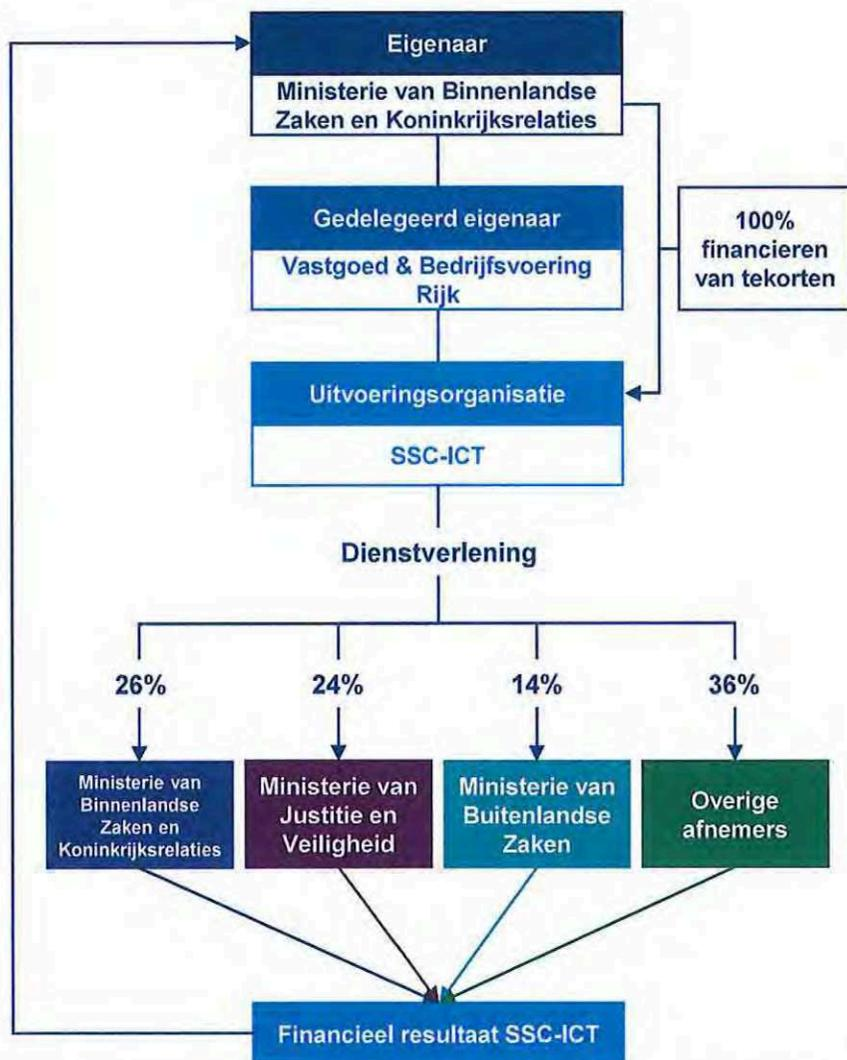 Eigenaar
Ministerie van Binnenlandse
Zaken en Koninkrijksrelaties
Gedelegeerd eigenaar
Vastgoed & Bedrijfsvoering
Rijk
100%
financieren
van tekorten
Uitvoeringsorganisatie
SSC-ICT
Dienstverlening
26%
24%
14%
36%
Ministerie van
Binnenlandse
Zaken en
Koninkrijksrelaties
Ministerie van
Justitie en
Veiligheid
Ministerie van
Buitenlandse
Zaken
Overige
afnemers
Financieel resultaat SSC-ICT